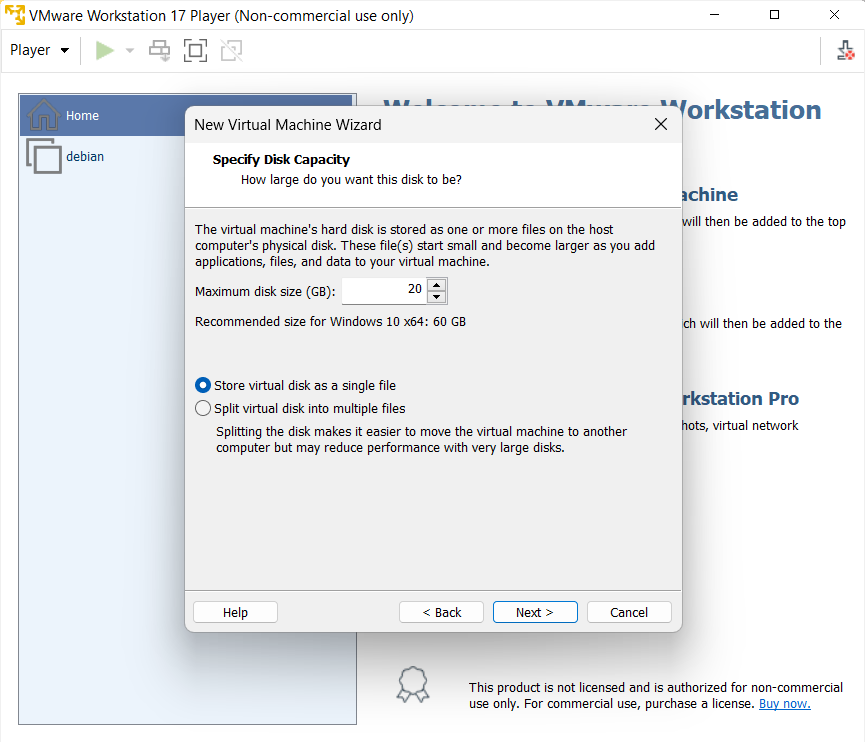 VMware Workstation 17 Player (Non-commercial use only)
Player
Home
debian
Welcome to VMware Workstation
achine
will then be added to the top
ch will then be added to the
rkstation Pro
hots, virtual network
New Virtual Machine Wizard
Specify Disk Capacity
How large do you want this disk to be?
The virtual machine's hard disk is stored as one or more files on the host
computer's physical disk. These file(s) start small and become larger as you add
applications, files, and data to your virtual machine.
Maximum disk size (GB): 20
Recommended size for Windows 10 x64: 60 GB
Store virtual disk as a single file
Split virtual disk into multiple files
Splitting the disk makes it easier to move the virtual machine to another
computer but may reduce performance with very large disks.
Help < Back Next > Cancel
This product is not licensed and is authorized for non-commercial
use only. For commercial use, purchase a license. Buy now.